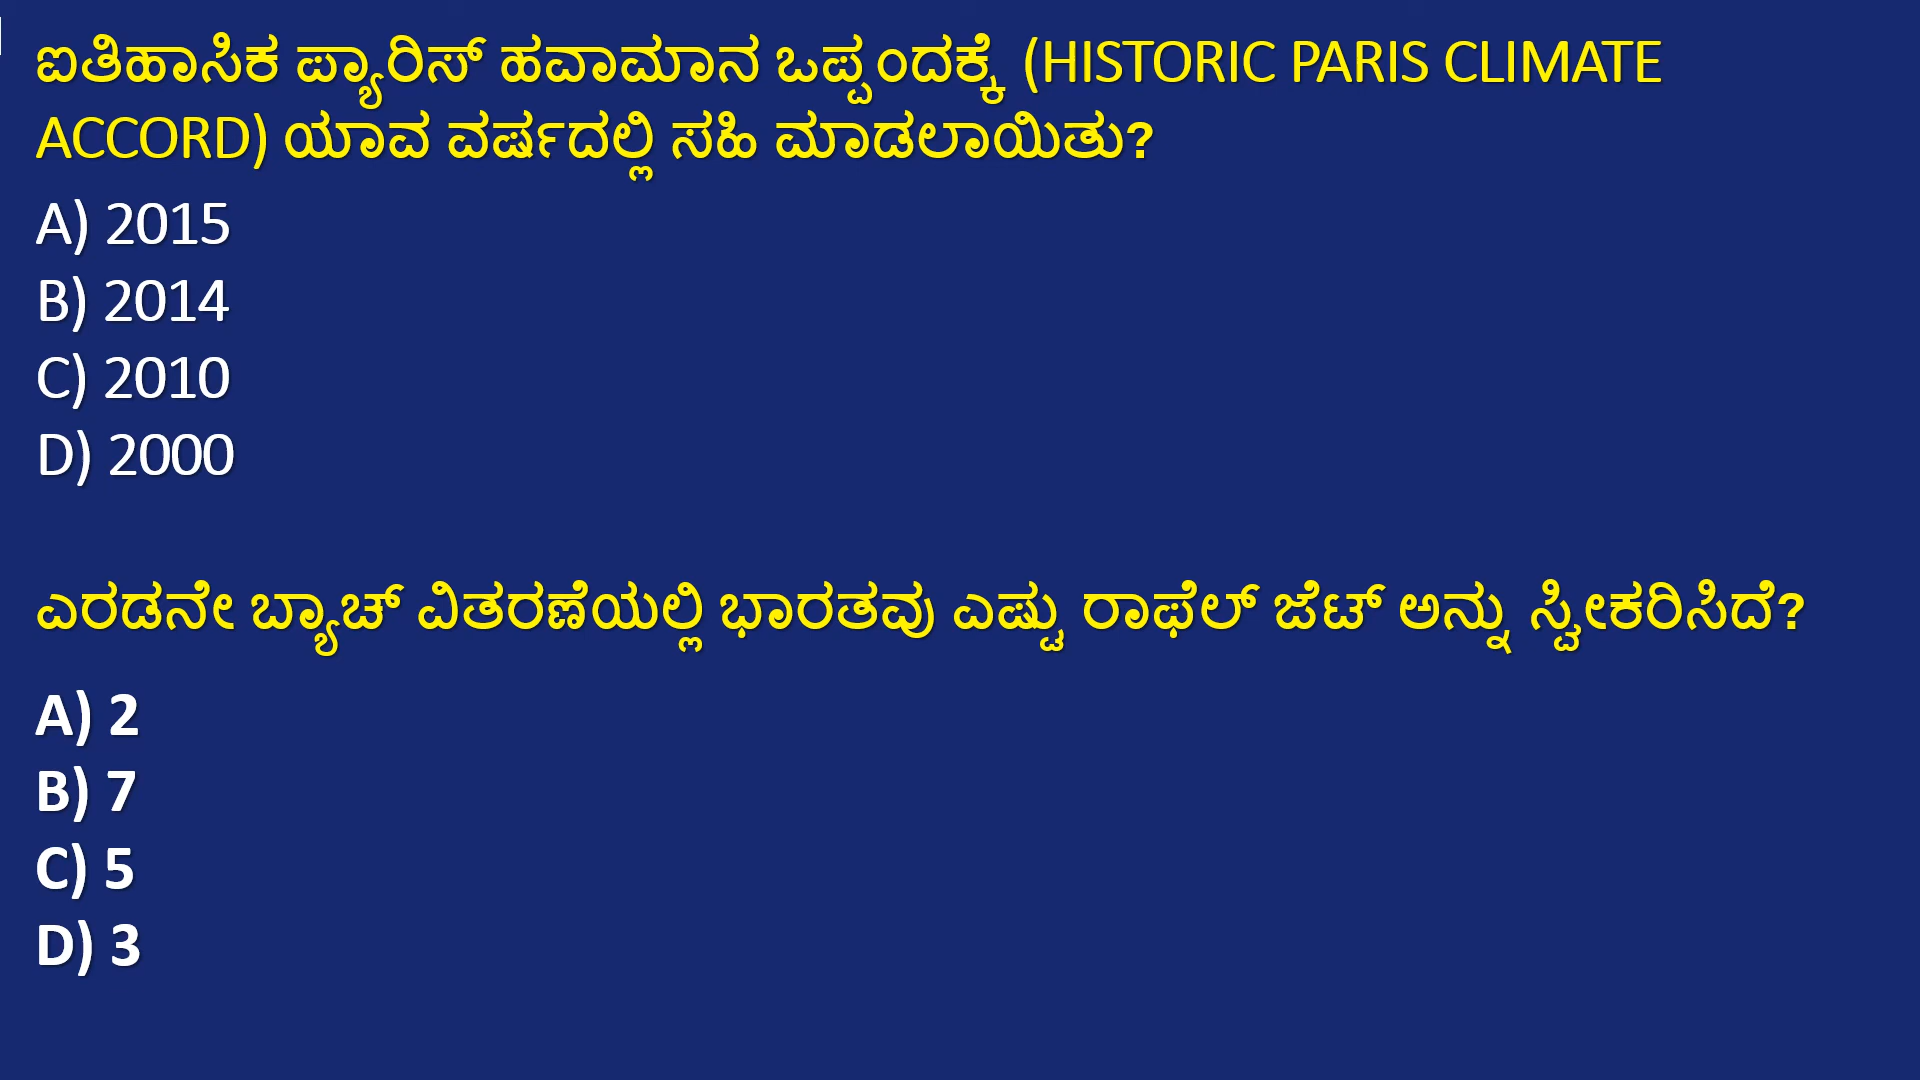 ಐತಿಹಾಸಿಕ ಪ್ಯಾರಿಸ್ ಹವಾಮಾನ ಒಪ್ಪಂದಕ್ಕೆ (HISTORIC PARIS CLIMATE
ACCORD) ಯಾವ ವರ್ಷದಲ್ಲಿ ಸಹಿ ಮಾಡಲಾಯಿತು?
A) 2015
B) 2014
C) 2010
D) 2000
ಎರಡನೇ ಬ್ಯಾಚ್ ವಿತರಣೆಯಲ್ಲಿ ಭಾರತವು ಎಷ್ಟು ರಾಫೆಲ್ ಜೆಟ್ ಅನ್ನು ಸ್ವೀಕರಿಸಿದೆ?
A) 2
B) 7
C) 5
D) 3